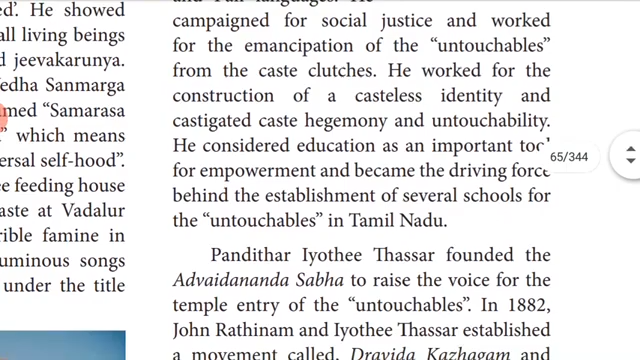 ed'. He showed
all living beings
d jeevakarunya.
edha Sanmarga
amed “Samarasa
” which means
ersal self-hood”.
ee feeding house
aste at Vadalur
rible famine in
uminous songs
under the title
campaigned for social justice and worked
for the emancipation of the “untouchables”
from the caste clutches. He worked for the
construction of a casteless identity and
castigated caste hegemony and untouchability.
He considered education as an important
for empowerment and became the driving force
behind the establishment of several schools for
the “untouchables” in Tamil Nadu.
Pandithar Iyothee Thassar founded the
Advaidananda Sabha to raise the voice for the
temple entry of the “untouchables”. In 1882,
John Rathinam and Iyothee Thassar established
a movement called, Dravida Kazhagam and
65/344